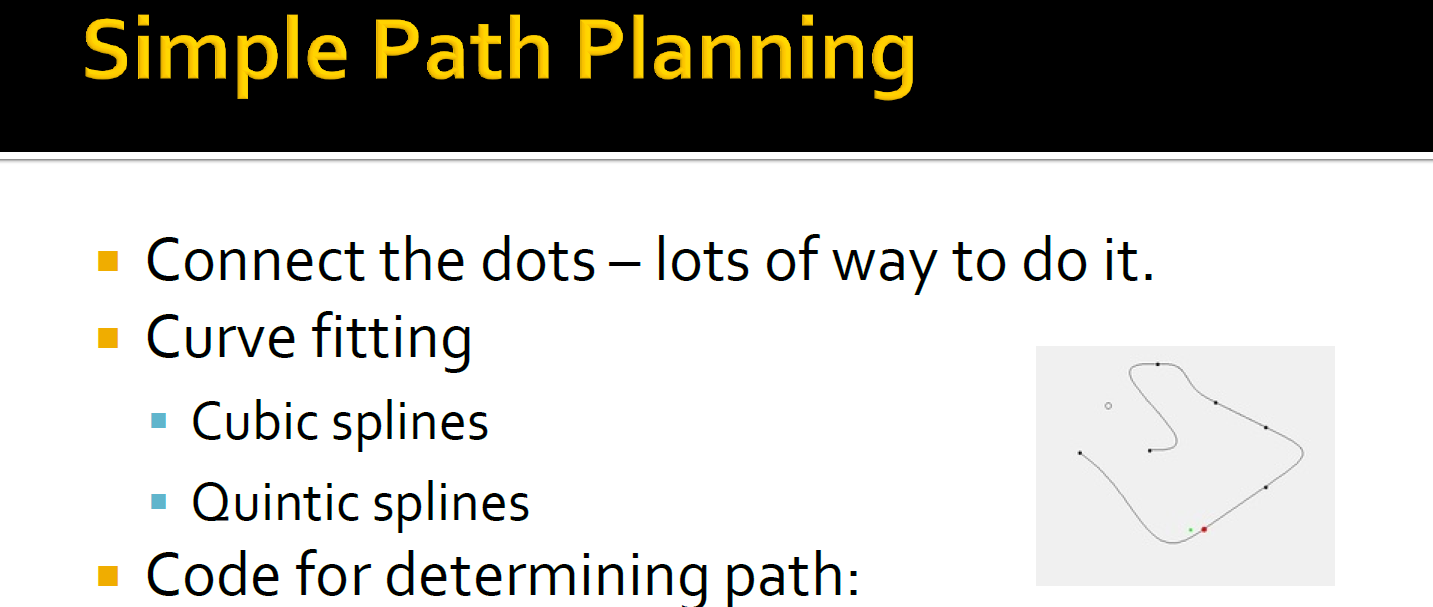 Simple Path Planning
Connect the dots – lots of way to do it.
Curve fitting
Cubic splines
Quintic splines
Code for determining path: